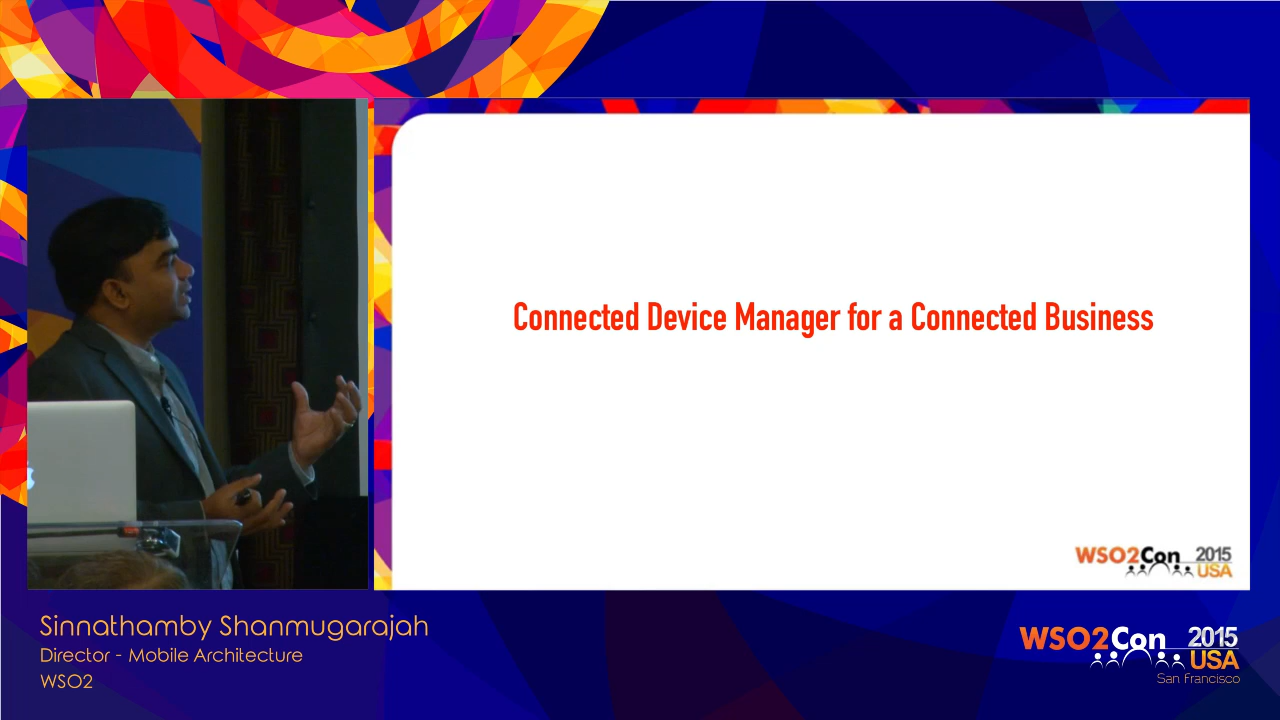 Connected Device Manager for a Connected Business
WSO2Con 2015
USA
Sinnathamby Shanmugarajah
Director - Mobile Architecture
WSO2
WSO2Con 2015
USA
San Francisco